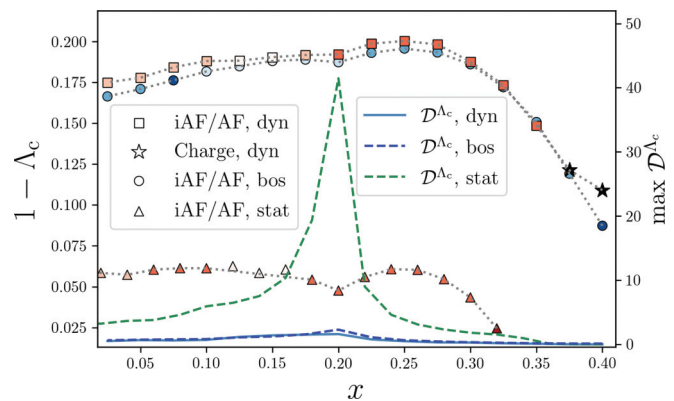 0.200
0.175
0.150
0.125
0.100
0.075
0.050
0.025
1 − Λc
iAF/AF, dyn
Charge, dyn
iAF/AF, bos
iAF/AF, stat
𝒟^Λc, dyn
𝒟^Λc, bos
𝒟^Λc, stat
50
40
30
20
10
0
max 𝒟^Λc
0.05 0.10 0.15 0.20 0.25 0.30 0.35 0.40
x